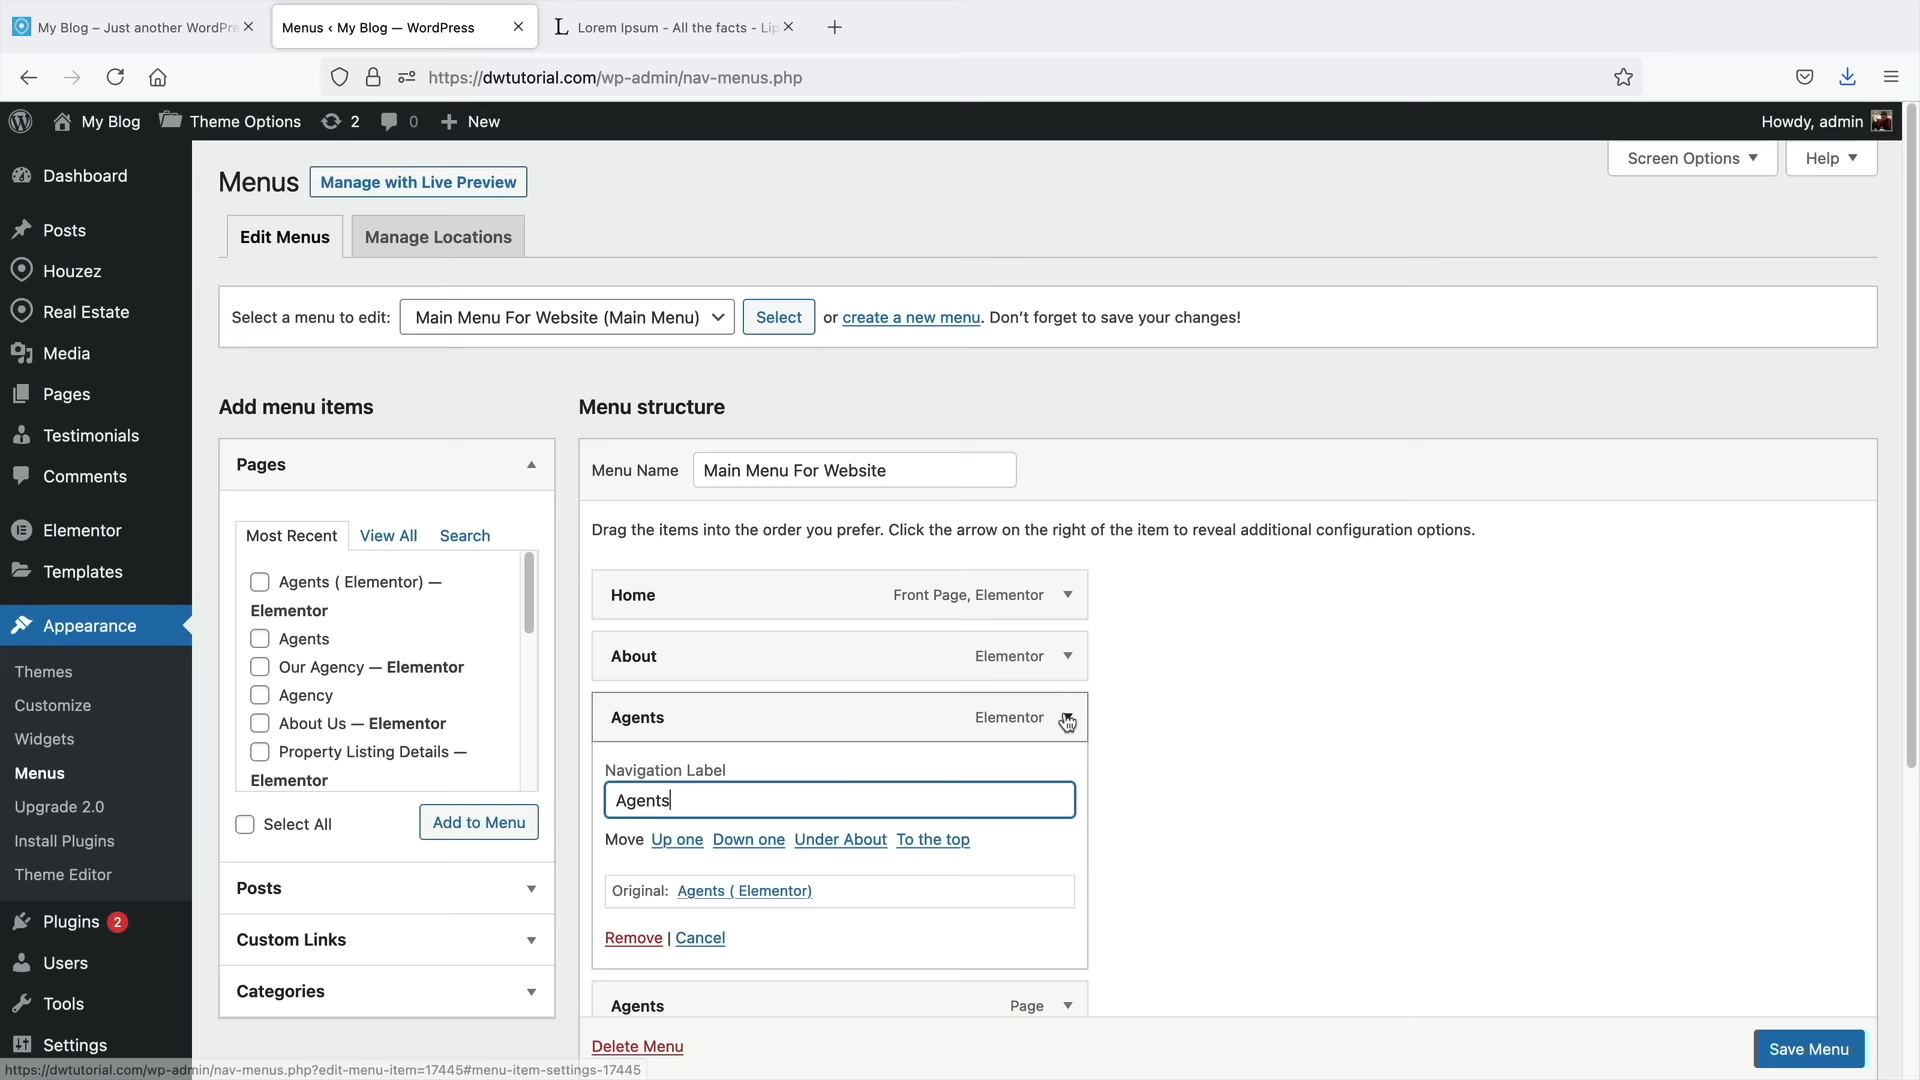 My Blog – Just another WordPre
Menus ‹ My Blog — WordPress
Lorem Ipsum - All the facts - Lip
https://dwtutorial.com/wp-admin/nav-menus.php
My Blog
Theme Options
2
0
New
Howdy, admin
Screen Options
Help
Menus
Manage with Live Preview
Edit Menus
Manage Locations
Select a menu to edit: Main Menu For Website (Main Menu) Select or create a new menu. Don’t forget to save your changes!
Dashboard
Posts
Houzez
Real Estate
Media
Pages
Testimonials
Comments
Elementor
Templates
Appearance
Themes
Customize
Widgets
Menus
Upgrade 2.0
Install Plugins
Theme Editor
Plugins 2
Users
Tools
Settings
Add menu items
Pages
Most Recent
View All
Search
Agents ( Elementor) —
Elementor
Agents
Our Agency — Elementor
Agency
About Us — Elementor
Property Listing Details —
Elementor
Select All
Add to Menu
Posts
Custom Links
Categories
Menu structure
Menu Name Main Menu For Website
Drag the items into the order you prefer. Click the arrow on the right of the item to reveal additional configuration options.
Home Front Page, Elementor
About Elementor
Agents Elementor
Navigation Label
Agents
Move Up one Down one Under About To the top
Original: Agents ( Elementor)
Remove | Cancel
Agents Page
Delete Menu
Save Menu
https://dwtutorial.com/wp-admin/nav-menus.php?edit-menu-item=17445#menu-item-settings-17445